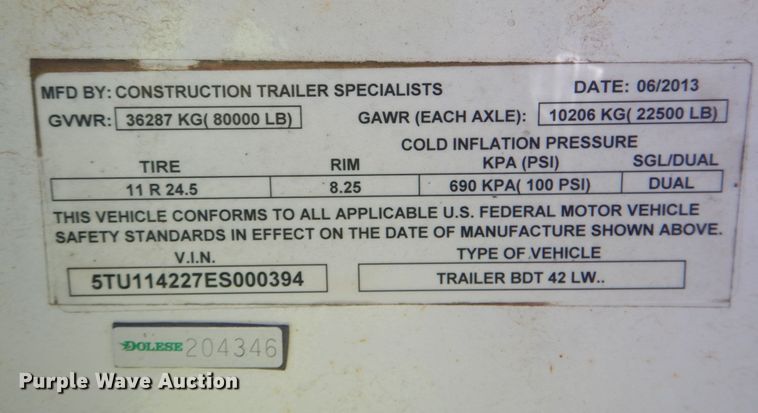 MFD BY: CONSTRUCTION TRAILER SPECIALISTS DATE: 06/2013
GVWR: 36287 KG( 80000 LB) GAWR (EACH AXLE): 10206 KG( 22500 LB)
COLD INFLATION PRESSURE
TIRE RIM KPA (PSI) SGL/DUAL
11 R 24.5 8.25 690 KPA( 100 PSI) DUAL
THIS VEHICLE CONFORMS TO ALL APPLICABLE U.S. FEDERAL MOTOR VEHICLE
SAFETY STANDARDS IN EFFECT ON THE DATE OF MANUFACTURE SHOWN ABOVE.
V.I.N. TYPE OF VEHICLE
5TU114227ES000394 TRAILER BDT 42 LW..
DOLESE 204346
Purple Wave Auction